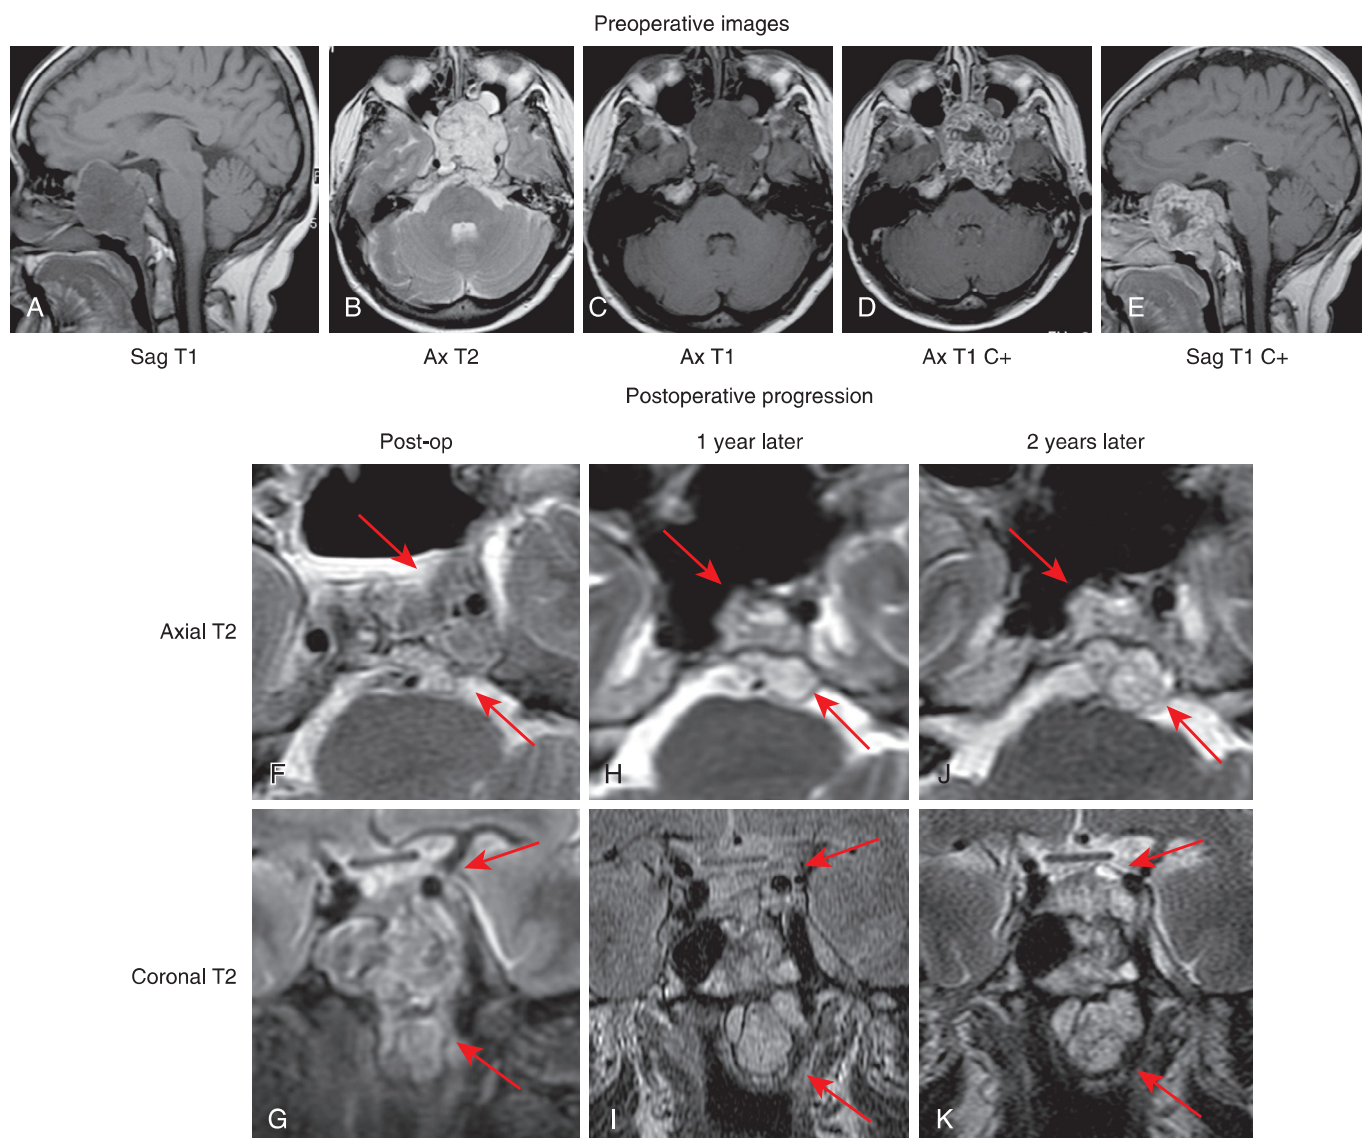 Preoperative images
A
B
C
D
E
5
Sag T1
Ax T2
Ax T1
Ax T1 C+
Sag T1 C+
Postoperative progression
Post-op
1 year later
2 years later
Axial T2
F
H
J
Coronal T2
G
I
K